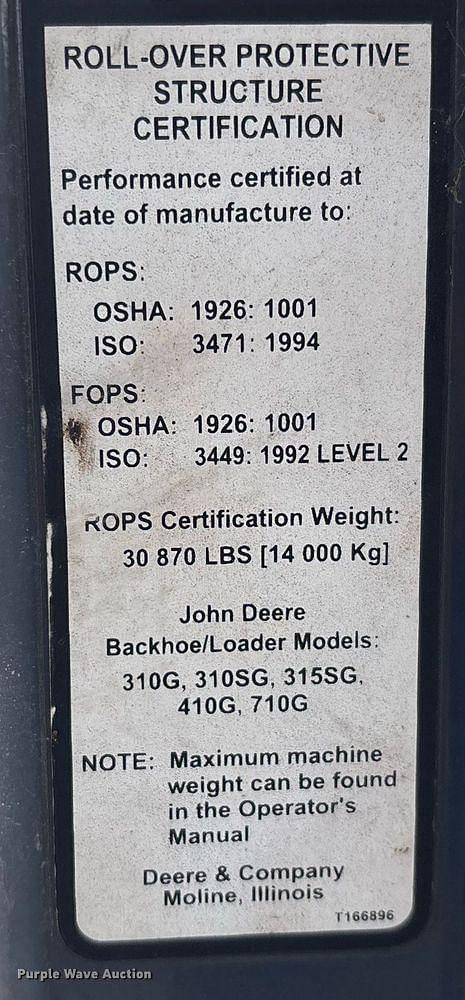 ROLL-OVER PROTECTIVE
STRUCTURE
CERTIFICATION
Performance certified at
date of manufacture to:
ROPS:
OSHA: 1926: 1001
ISO: 3471: 1994
FOPS:
OSHA: 1926: 1001
ISO: 3449: 1992 LEVEL 2
ROPS Certification Weight:
30 870 LBS [14 000 Kg]
John Deere
Backhoe/Loader Models:
310G, 310SG, 315SG,
410G, 710G
NOTE: Maximum machine
weight can be found
in the Operator's
Manual
Deere & Company
Moline, Illinois
T166896
Purple Wave Auction